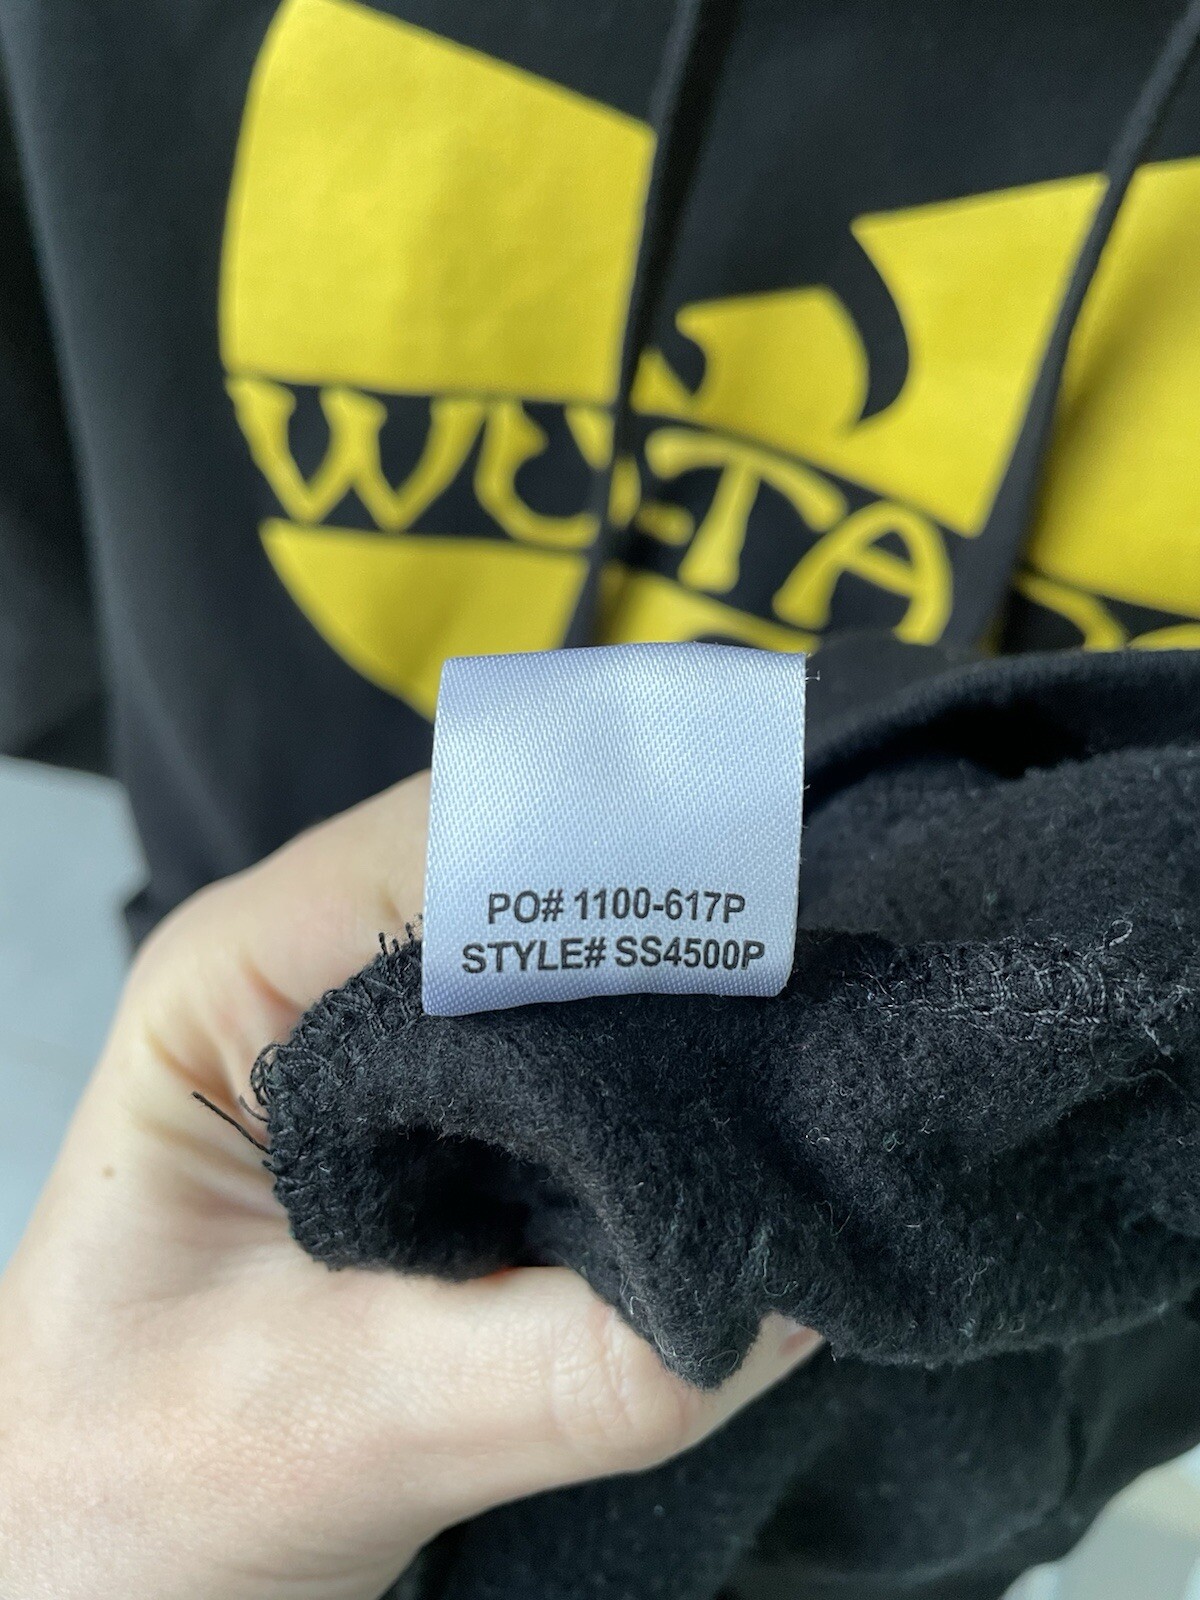 WU-TA
PO# 1100-617P
STYLE# SS4500P